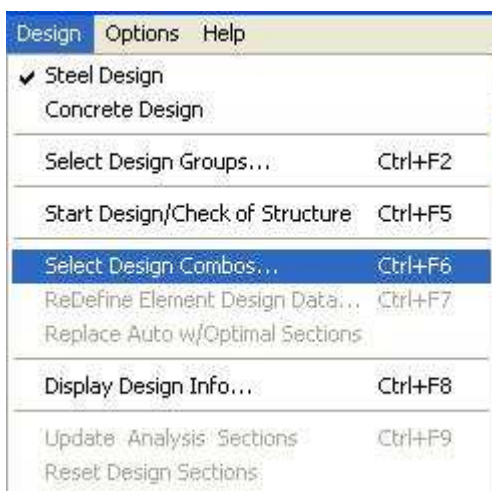 Design Options Help
✔ Steel Design
Concrete Design
Select Design Groups... Ctrl+F2
Start Design/Check of Structure Ctrl+F5
Select Design Combos... Ctrl+F6
ReDefine Element Design Data... Ctrl+F7
Replace Auto w/Optimal Sections
Display Design Info... Ctrl+F8
Update Analysis Sections Ctrl+F9
Reset Design Sections